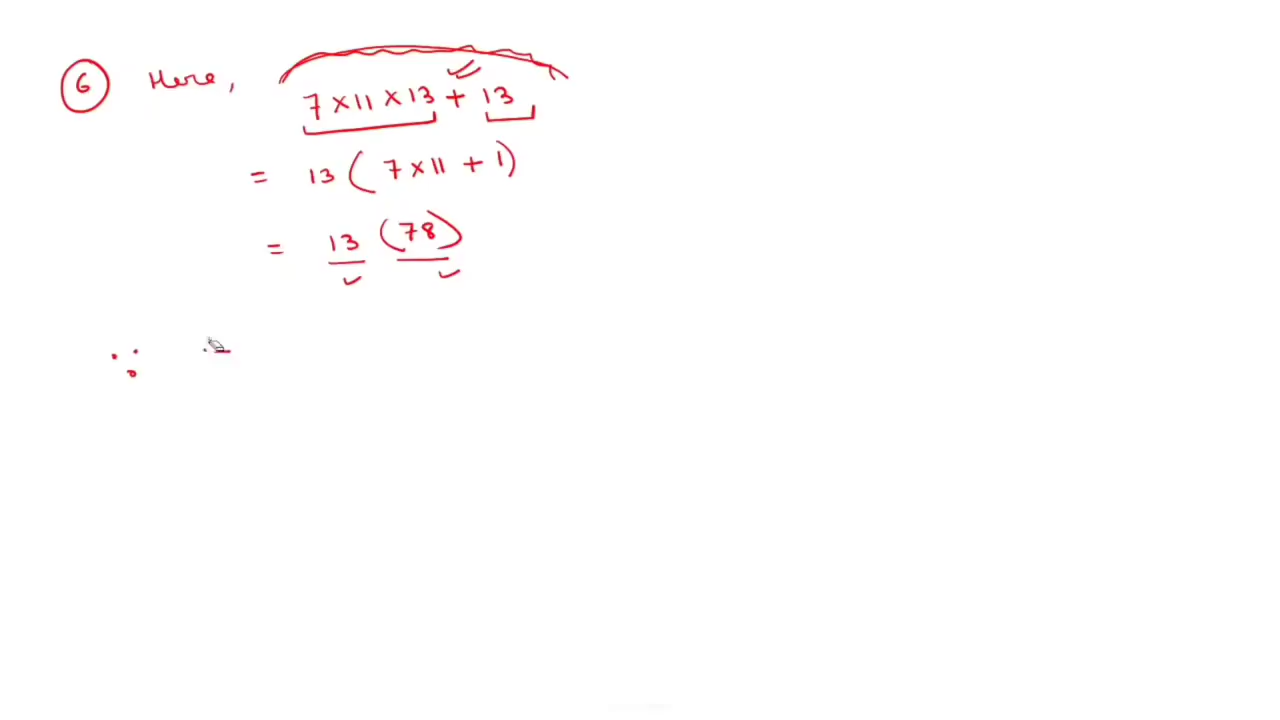 6 Here,
7 × 11 × 13 + 13
= 13 ( 7 × 11 + 1 )
= 13 ( 78 )
∵